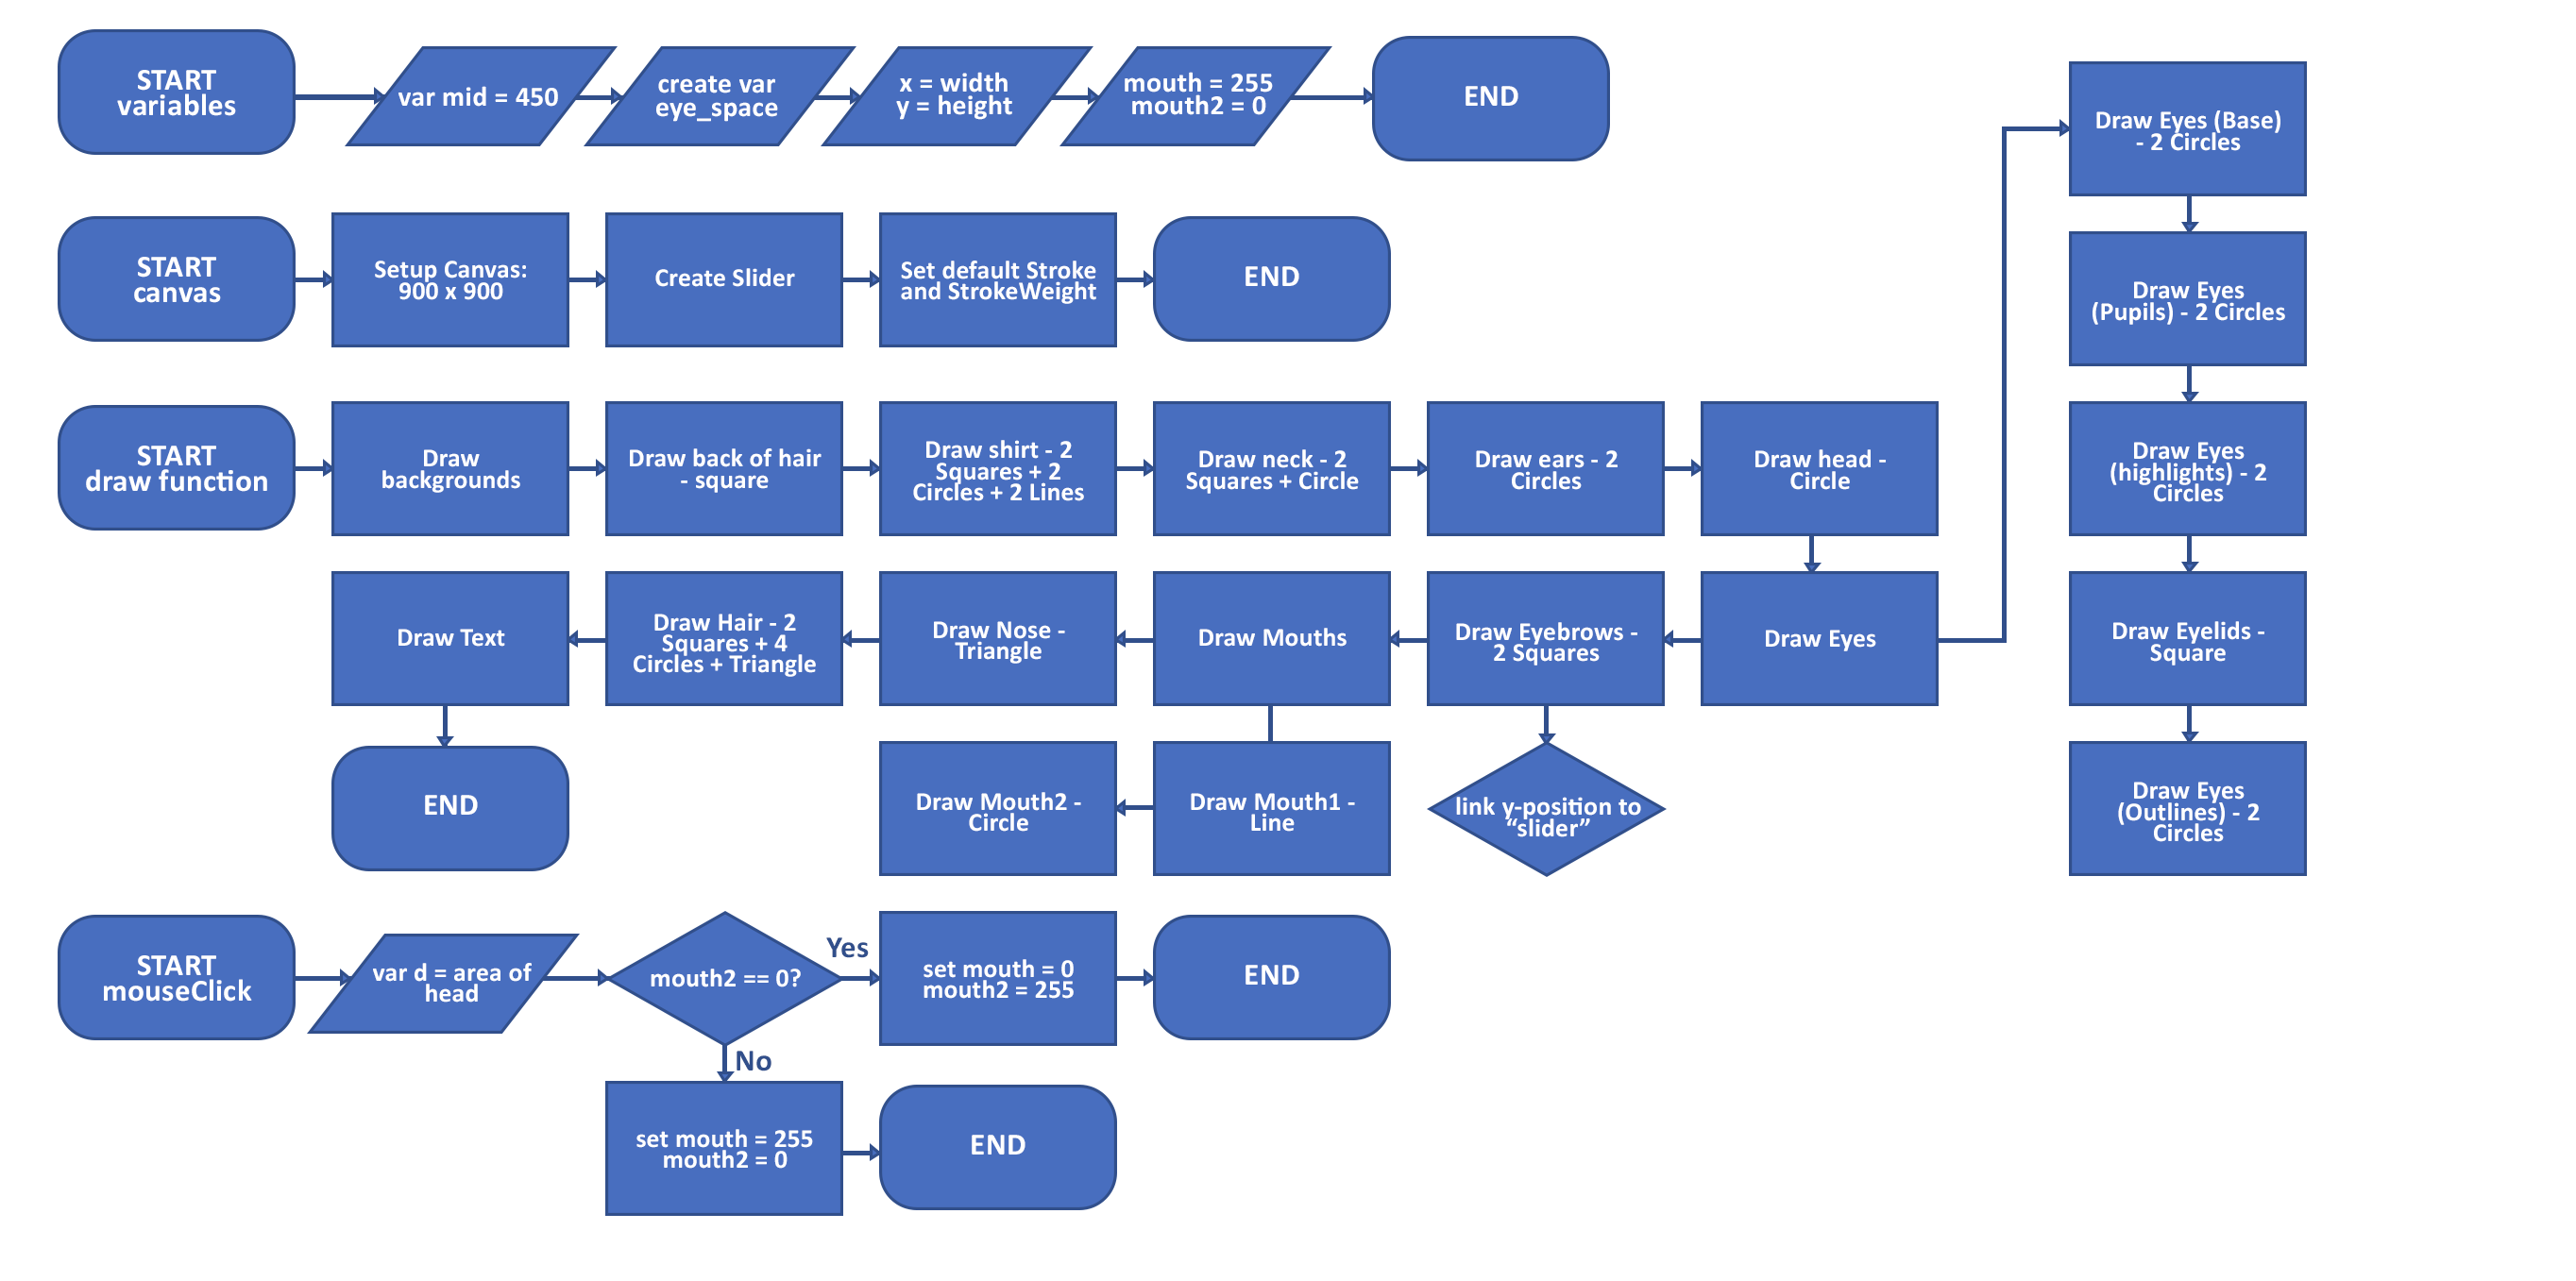 START
variables
var mid = 450
create var
eye_space
x = width
y = height
mouth = 255
mouth2 = 0
END
START
canvas
Setup Canvas:
900 x 900
Create Slider
Set default Stroke
and StrokeWeight
END
START
draw function
Draw
backgrounds
Draw back of hair
- square
Draw shirt - 2
Squares + 2
Circles + 2 Lines
Draw neck - 2
Squares + Circle
Draw ears - 2
Circles
Draw head -
Circle
Draw Eyes
Draw Eyes (Base)
- 2 Circles
Draw Eyes
(Pupils) - 2 Circles
Draw Eyes
(highlights) - 2
Circles
Draw Eyelids -
Square
Draw Eyes
(Outlines) - 2
Circles
Draw Eyebrows -
2 Squares
link y-position to
“slider”
Draw Mouths
Draw Mouth1 -
Line
Draw Mouth2 -
Circle
Draw Nose -
Triangle
Draw Hair - 2
Squares + 4
Circles + Triangle
Draw Text
END
START
mouseClick
var d = area of
head
mouth2 == 0?
Yes
set mouth = 0
mouth2 = 255
END
No
set mouth = 255
mouth2 = 0
END